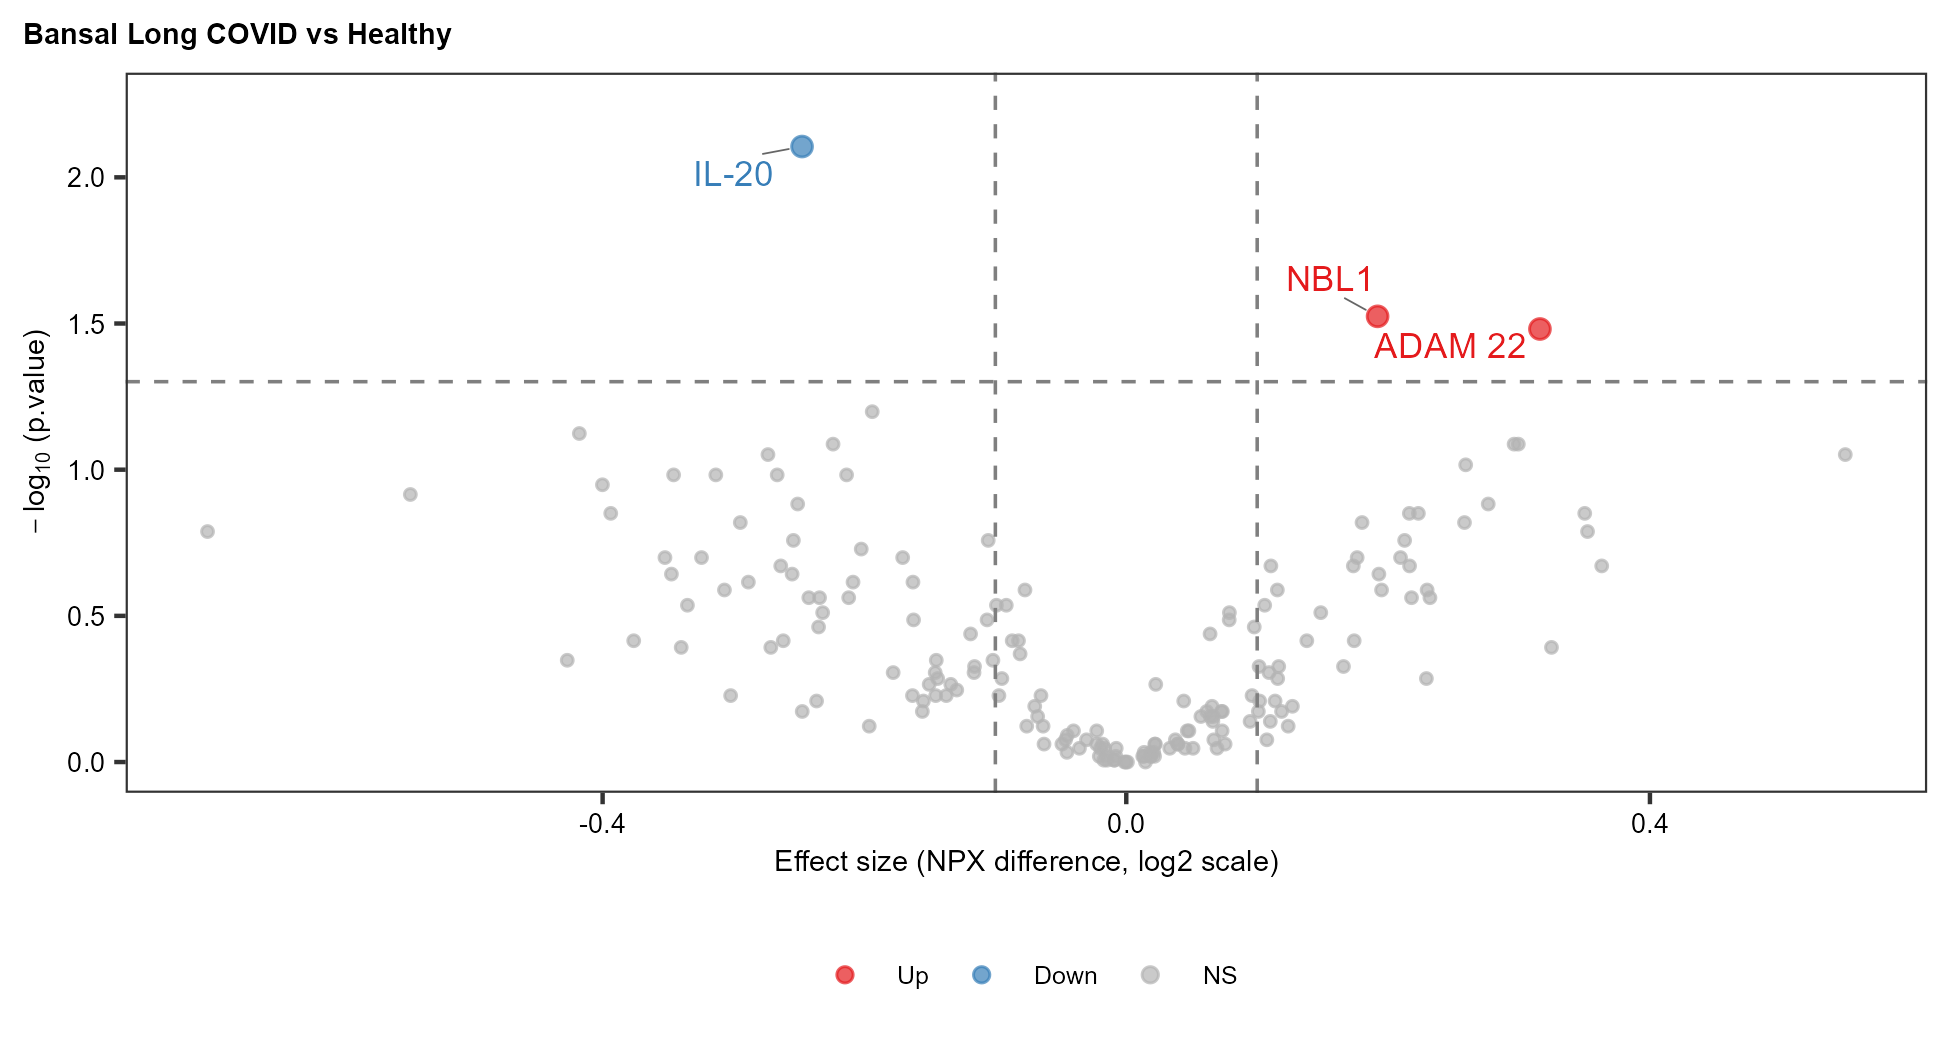 Bansal Long COVID vs Healthy
2.0
1.5
1.0
0.5
0.0
− log10 (p.value)
IL-20
NBL1
ADAM 22
-0.4
0.0
0.4
Effect size (NPX difference, log2 scale)
Up
Down
NS